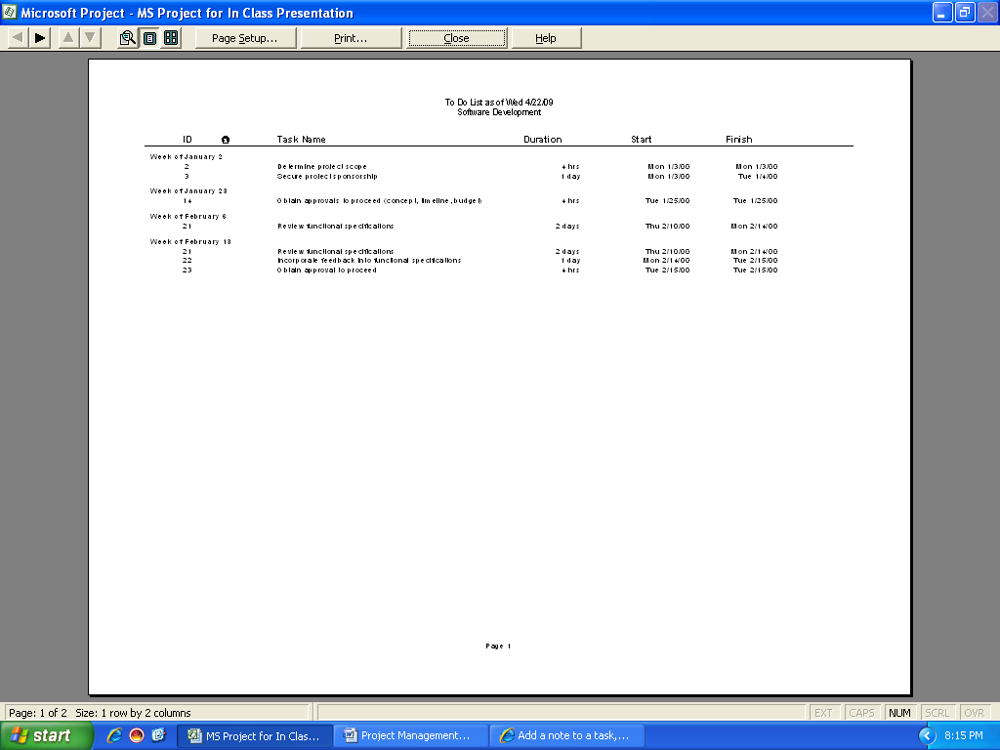 Microsoft Project - MS Project for In Class Presentation
Page Setup... Print... Close Help
To Do List as of Wed 4/22/09
Software Development
ID Task Name Duration Start Finish
Week of January 2
2 Determine project scope 4 hrs Mon 1/3/00 Mon 1/3/00
3 Secure project sponsorship 1 day Mon 1/3/00 Tue 1/4/00
Week of January 23
14 Obtain approvals to proceed (concept, timeline, budget) 4 hrs Tue 1/25/00 Tue 1/25/00
Week of February 6
21 Review functional specifications 2 days Thu 2/10/00 Mon 2/14/00
Week of February 13
21 Review functional specifications 2 days Thu 2/10/00 Mon 2/14/00
22 Incorporate feedback into functional specifications 1 day Mon 2/14/00 Tue 2/15/00
23 Obtain approval to proceed 4 hrs Tue 2/15/00 Tue 2/15/00
Page 1
Page: 1 of 2 Size: 1 row by 2 columns EXT CAPS NUM SCRL OVR
start MS Project for In Clas... Project Management... Add a note to a task,... 8:15 PM